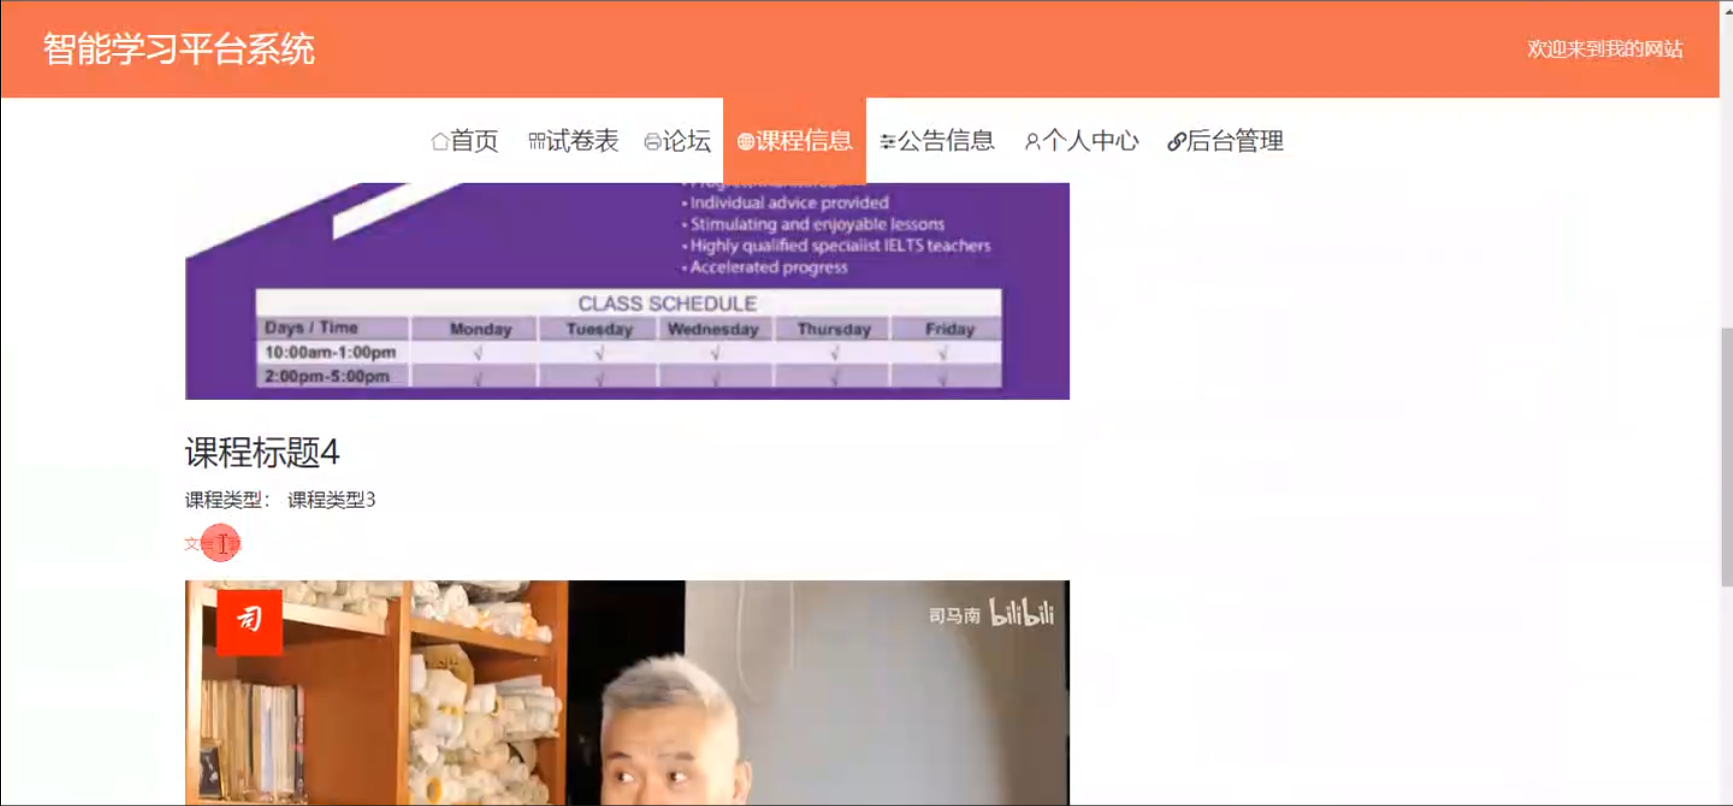 智能学习平台系统
欢迎来到我的网站
首页 试卷表 论坛 课程信息 公告信息 个人中心 后台管理
• Individual advice provided
• Stimulating and enjoyable lessons
• Highly qualified specialist IELTS teachers
• Accelerated progress
CLASS SCHEDULE
Days / Time Monday Tuesday Wednesday Thursday Friday
10:00am-1:00pm √ √ √ √ √
2:00pm-5:00pm √ √ √ √ √
课程标题4
课程类型： 课程类型3
文
司
司马南 bilibili